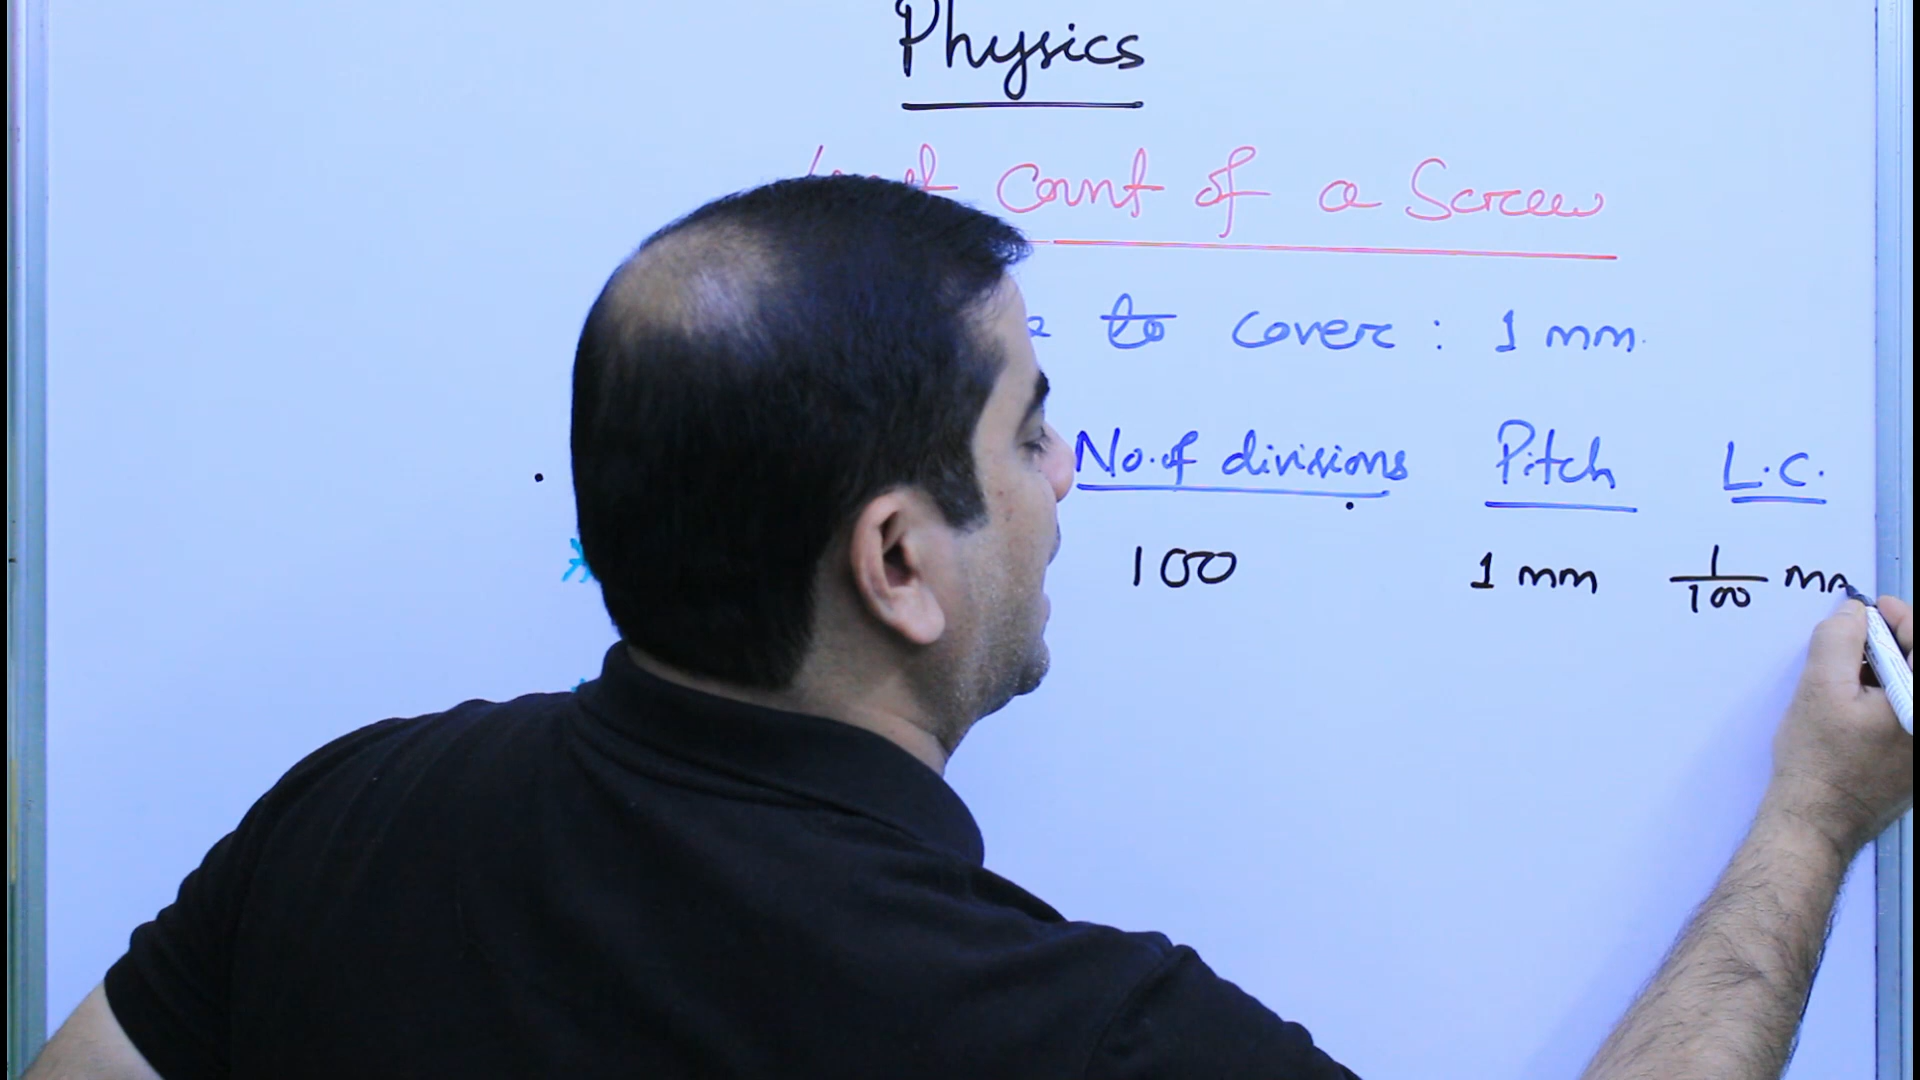 Physics
Count of a Screw
to cover : 1 mm.
No. of divisions Pitch L.C.
100 1 mm 1/100 mm